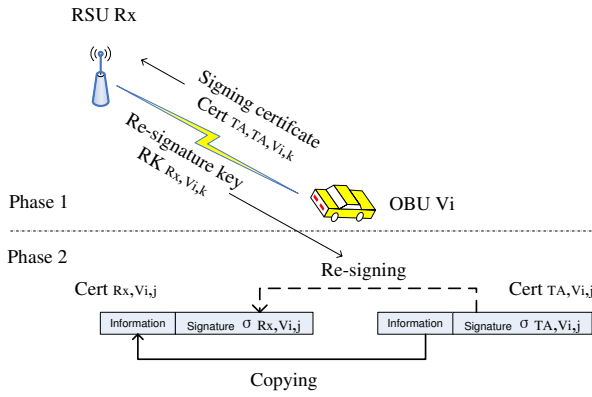 RSU Rx
Signing certifcate
Cert TA,TA,Vi,k
Re-signature key
RK Rx,Vi,k
Phase 1
OBU Vi
Phase 2
Re-signing
Cert Rx,Vi,j
Cert TA,Vi,j
Information
Signature σ Rx,Vi,j
Information
Signature σ TA,Vi,j
Copying